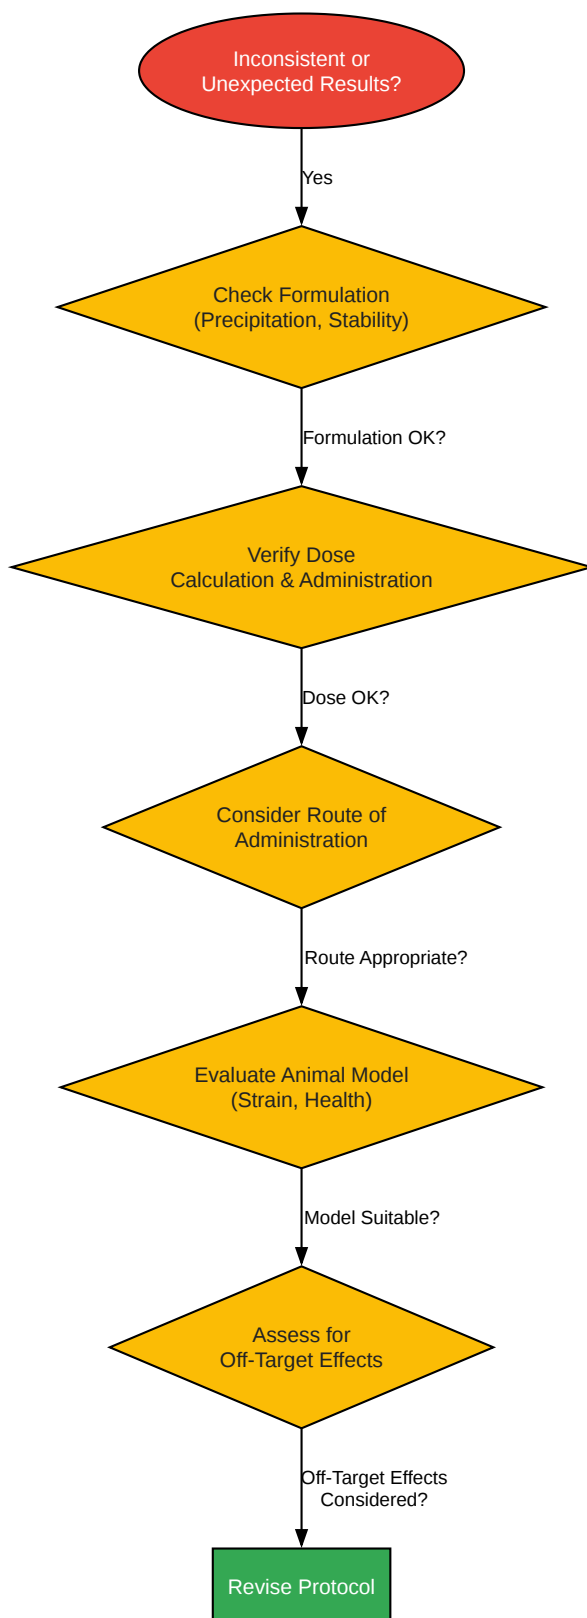 Inconsistent or
Unexpected Results?
Yes
Check Formulation
(Precipitation, Stability)
Formulation OK?
Verify Dose
Calculation & Administration
Dose OK?
Consider Route of
Administration
Route Appropriate?
Evaluate Animal Model
(Strain, Health)
Model Suitable?
Assess for
Off-Target Effects
Off-Target Effects
Considered?
Revise Protocol